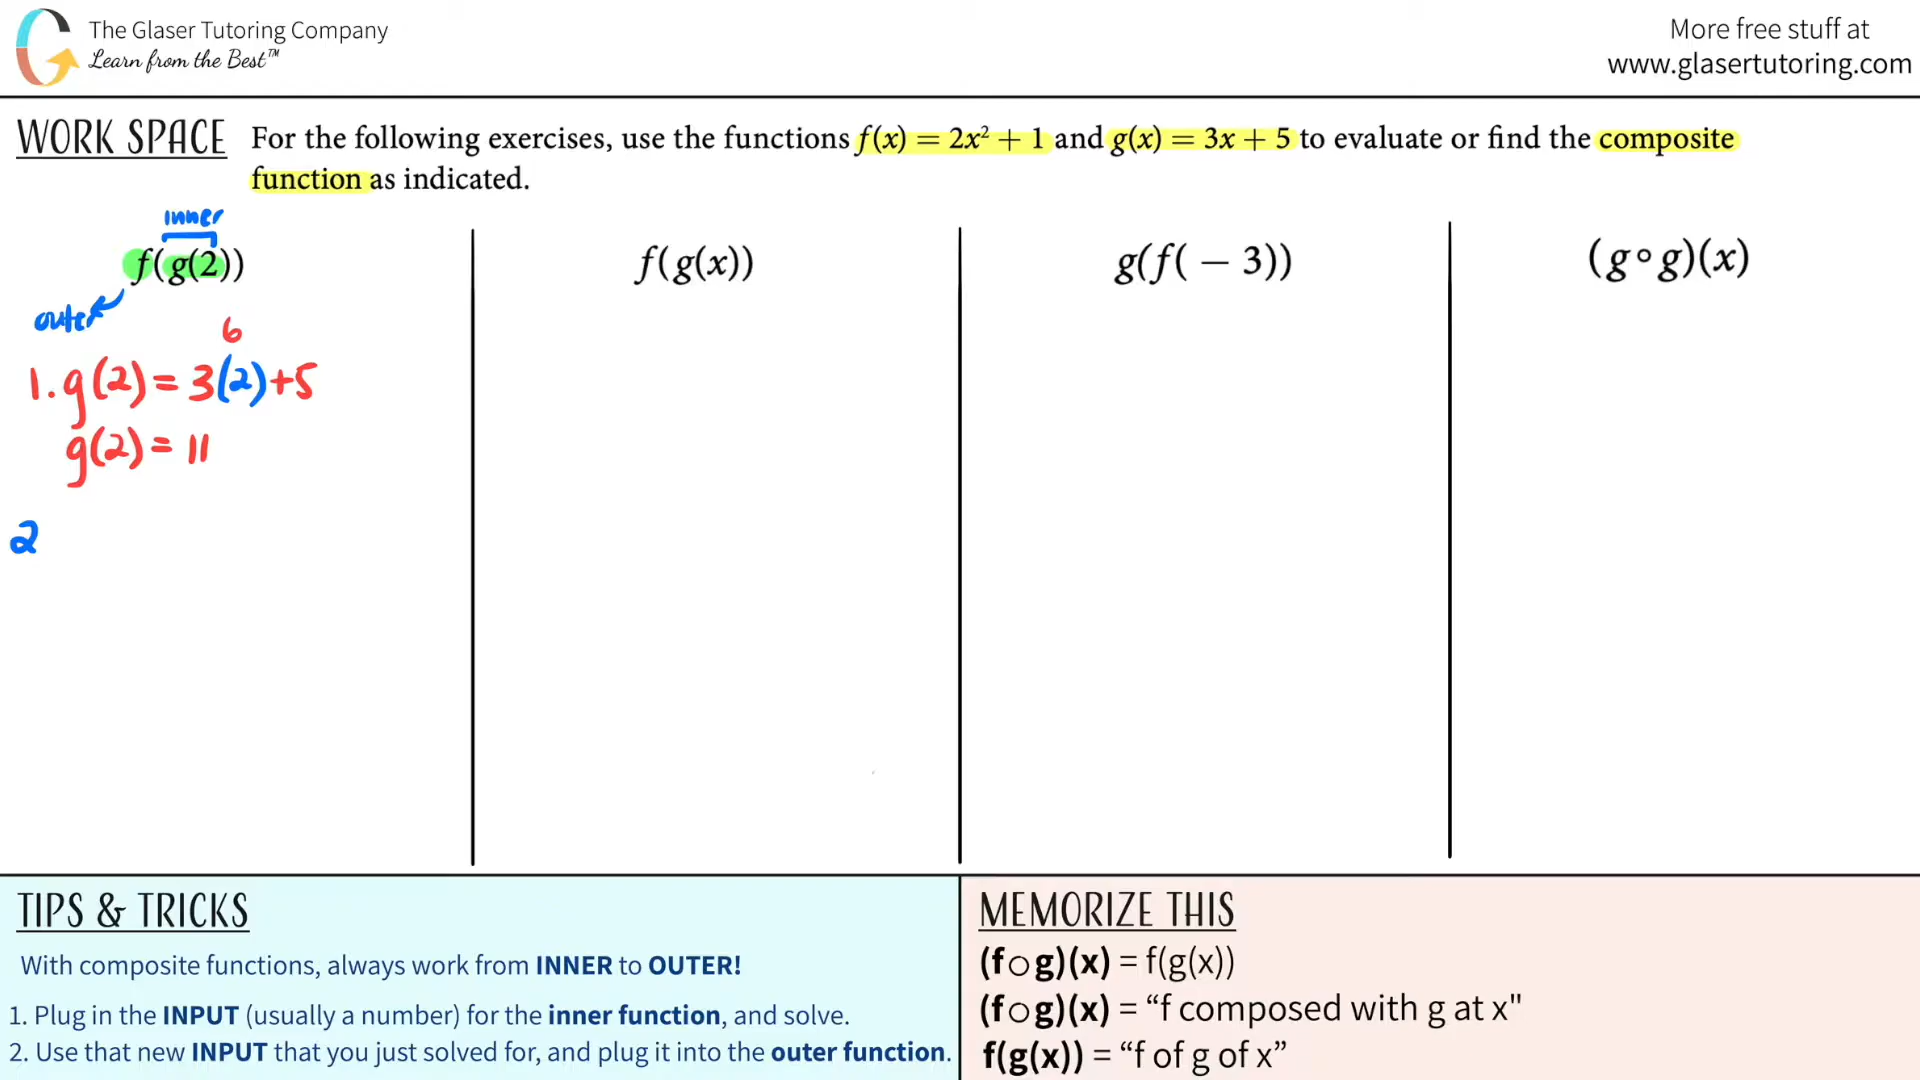 The Glaser Tutoring Company
Learn from the Best™
More free stuff at
www.glasertutoring.com
WORK SPACE
For the following exercises, use the functions f(x) = 2x² + 1 and g(x) = 3x + 5 to evaluate or find the composite
function as indicated.
inner
f(g(2))
outer
6
1. g(2) = 3(2)+5
g(2) = 11
2
f(g(x))
g(f( − 3))
(g∘g)(x)
TIPS & TRICKS
With composite functions, always work from INNER to OUTER!
1. Plug in the INPUT (usually a number) for the inner function, and solve.
2. Use that new INPUT that you just solved for, and plug it into the outer function.
MEMORIZE THIS
(f○g)(x) = f(g(x))
(f○g)(x) = “f composed with g at x"
f(g(x)) = “f of g of x”